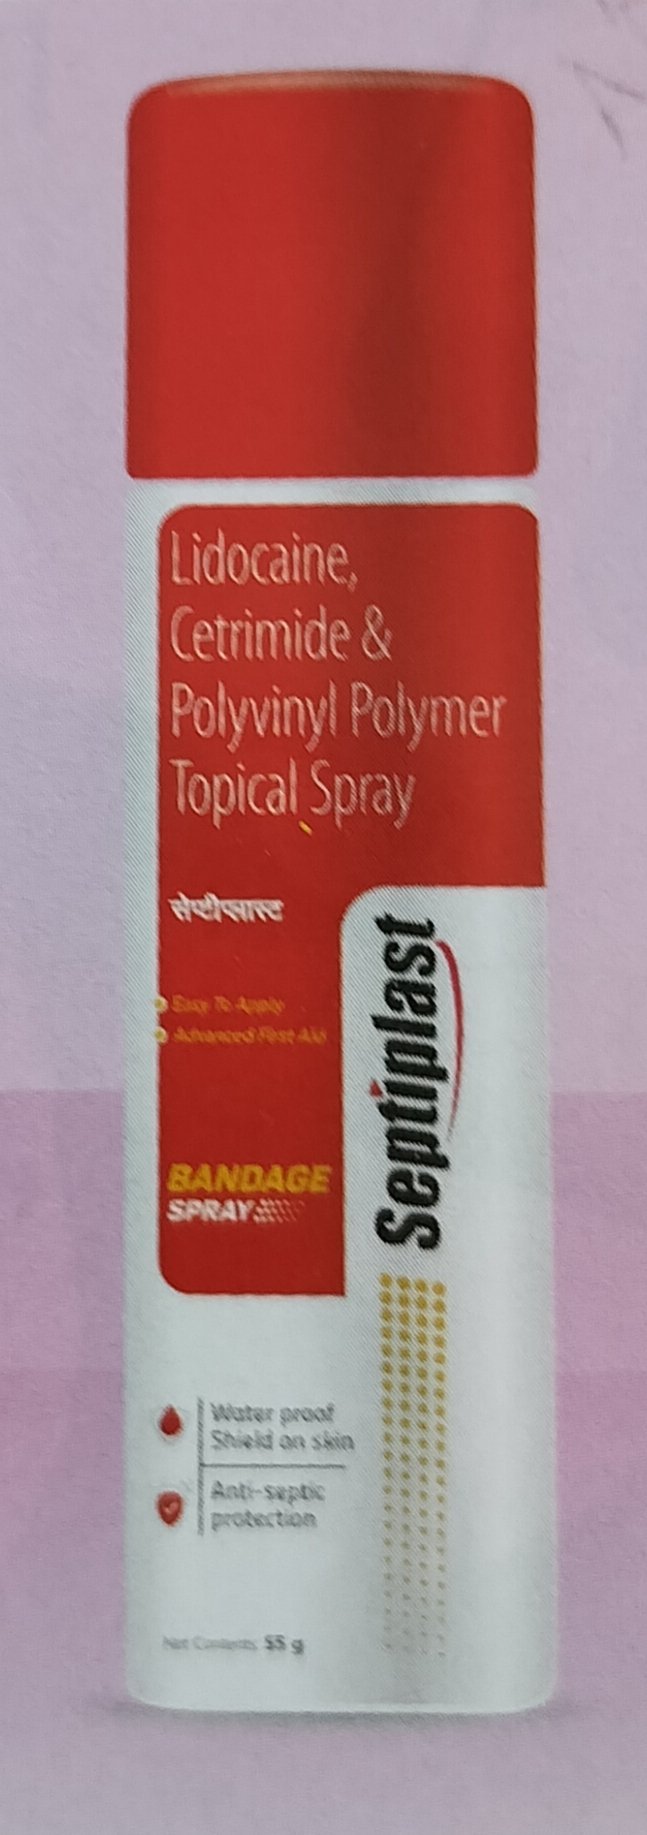 Lidocaine,
Cetrimide &
Polyvinyl Polymer
Topical Spray
सेप्टीप्लास्ट
Easy To Apply
Advanced First Aid
BANDAGE
SPRAY
Septiplast
Water proof
Shield on skin
Anti-septic
protection
Net Contents 55 g